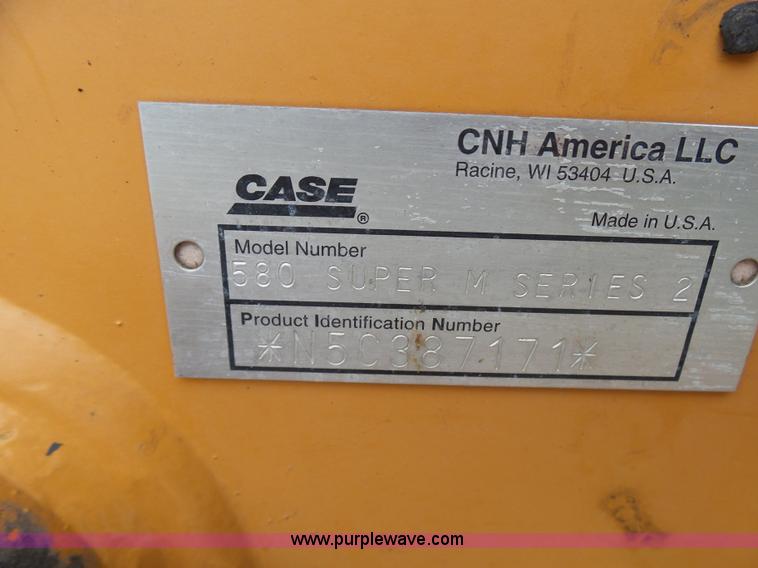 CNH America LLC
Racine, WI 53404 U.S.A.
CASE®
Made in U.S.A.
Model Number
580 SUPER M SERIES 2
Product Identification Number
*N5C387171*
www.purplewave.com